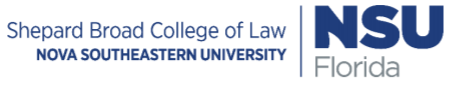 Shepard Broad College of Law
NOVA SOUTHEASTERN UNIVERSITY
NSU
Florida